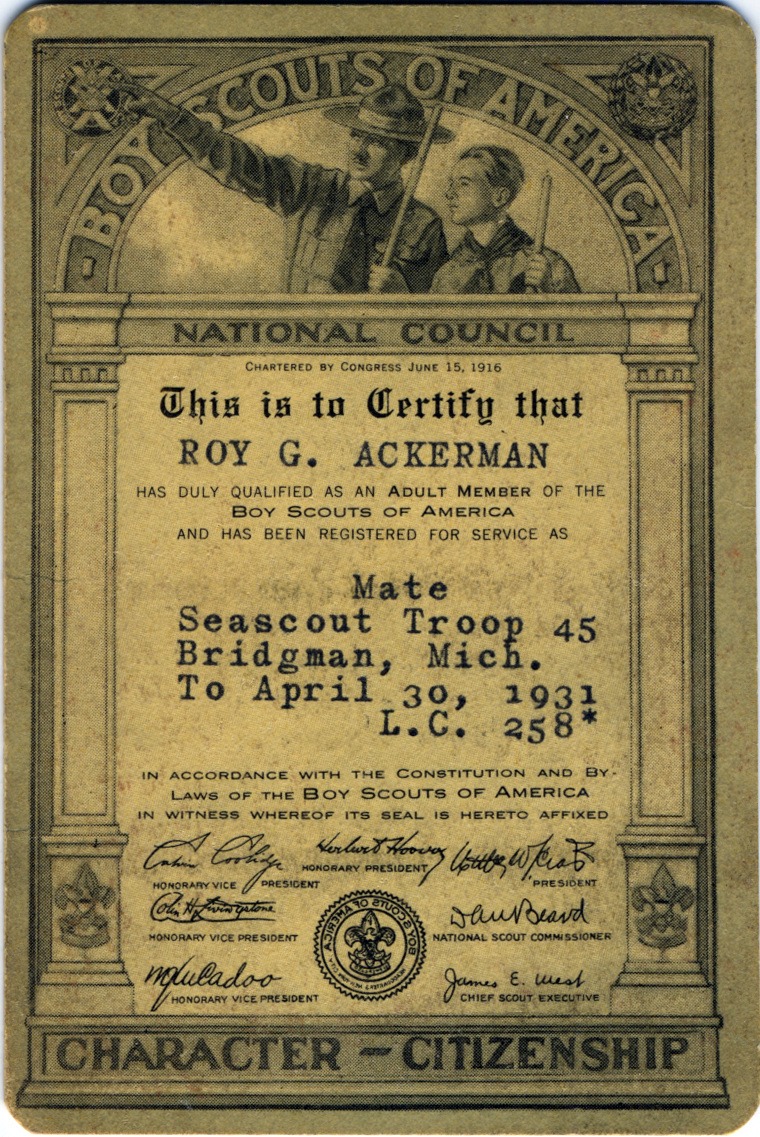 BOY SCOUTS OF AMERICA
NATIONAL COUNCIL
CHARTERED BY CONGRESS JUNE 15, 1916
This is to Certify that
ROY G. ACKERMAN
HAS DULY QUALIFIED AS AN ADULT MEMBER OF THE
BOY SCOUTS OF AMERICA
AND HAS BEEN REGISTERED FOR SERVICE AS
Mate
Seascout Troop 45
Bridgman, Mich.
To April 30, 1931
L.C. 258*
IN ACCORDANCE WITH THE CONSTITUTION AND BY-
LAWS OF THE BOY SCOUTS OF AMERICA
IN WITNESS WHEREOF ITS SEAL IS HERETO AFFIXED
Calvin Coolidge
HONORARY VICE PRESIDENT
Herbert Hoover
HONORARY PRESIDENT
PRESIDENT
Colin H. Livingstone
HONORARY VICE PRESIDENT
BOY SCOUTS OF AMERICA
Dan Beard
NATIONAL SCOUT COMMISSIONER
W G McAdoo
HONORARY VICE PRESIDENT
James E. West
CHIEF SCOUT EXECUTIVE
CHARACTER – CITIZENSHIP